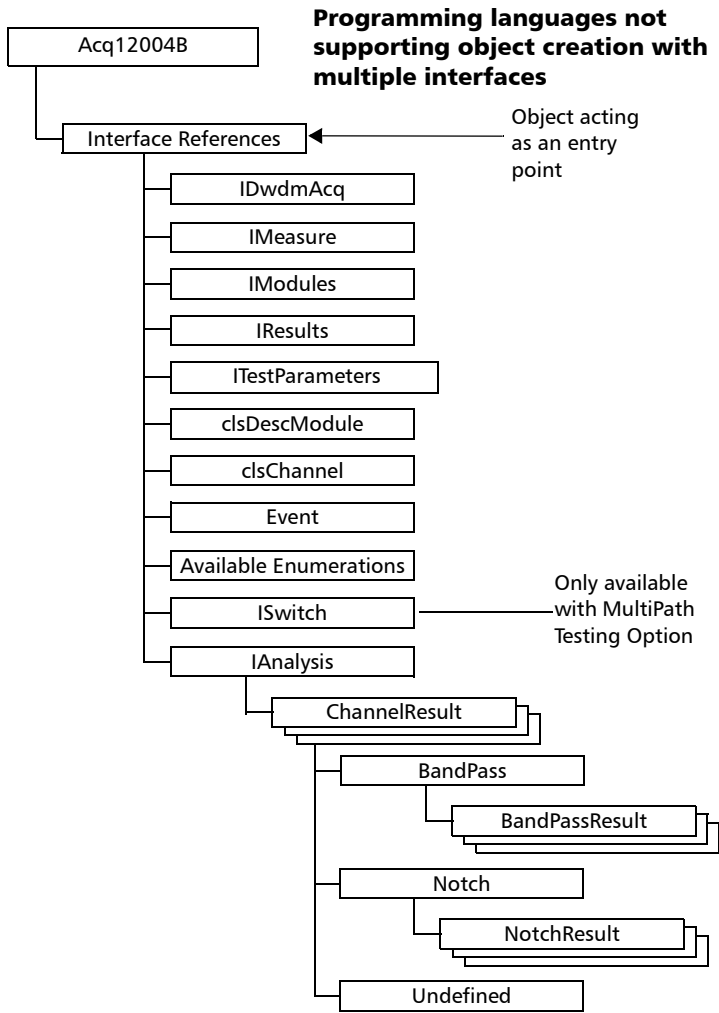 Programming languages not
supporting object creation with
multiple interfaces
Acq12004B
Object acting
as an entry
point
Interface References
IDwdmAcq
IMeasure
IModules
IResults
ITestParameters
clsDescModule
clsChannel
Event
Available Enumerations
Only available
with MultiPath
Testing Option
ISwitch
IAnalysis
ChannelResult
BandPass
BandPassResult
Notch
NotchResult
Undefined